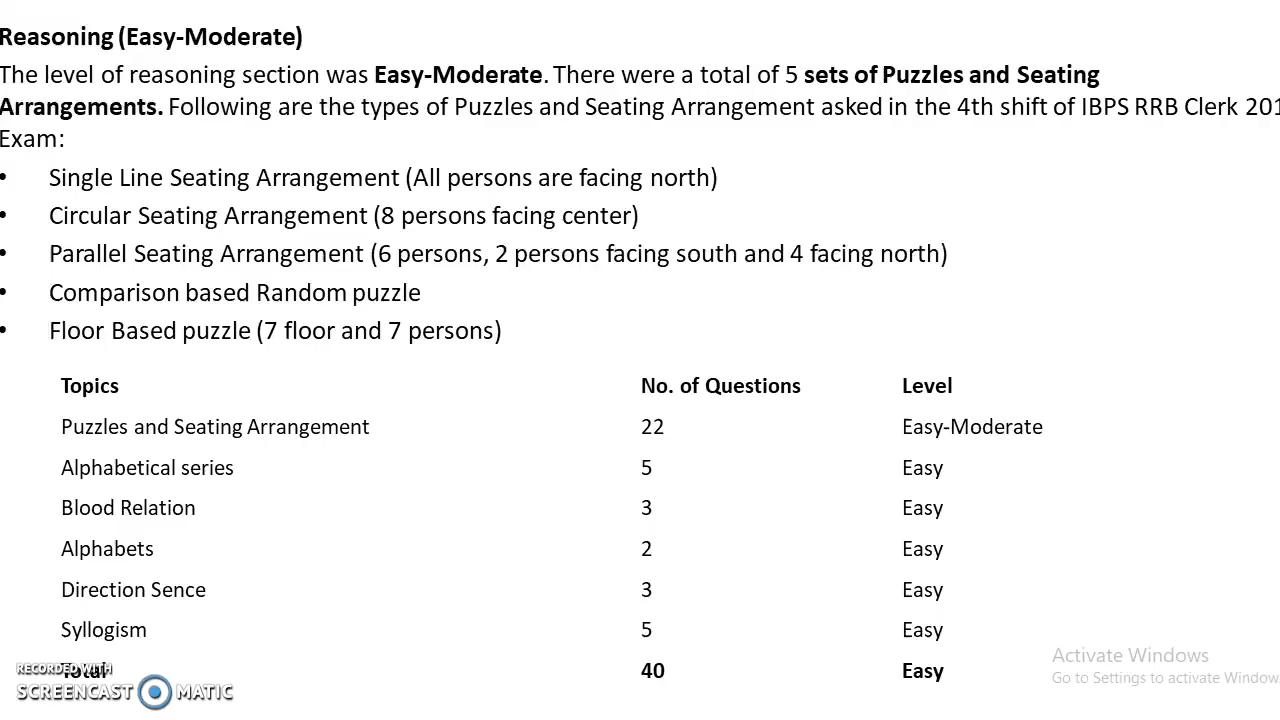 Reasoning (Easy-Moderate)
The level of reasoning section was Easy-Moderate. There were a total of 5 sets of Puzzles and Seating
Arrangements. Following are the types of Puzzles and Seating Arrangement asked in the 4th shift of IBPS RRB Clerk 201
Exam:
• Single Line Seating Arrangement (All persons are facing north)
• Circular Seating Arrangement (8 persons facing center)
• Parallel Seating Arrangement (6 persons, 2 persons facing south and 4 facing north)
• Comparison based Random puzzle
• Floor Based puzzle (7 floor and 7 persons)
Topics No. of Questions Level
Puzzles and Seating Arrangement 22 Easy-Moderate
Alphabetical series 5 Easy
Blood Relation 3 Easy
Alphabets 2 Easy
Direction Sence 3 Easy
Syllogism 5 Easy
Total 40 Easy
RECORDED WITH
SCREENCAST MATIC
Activate Windows
Go to Settings to activate Window